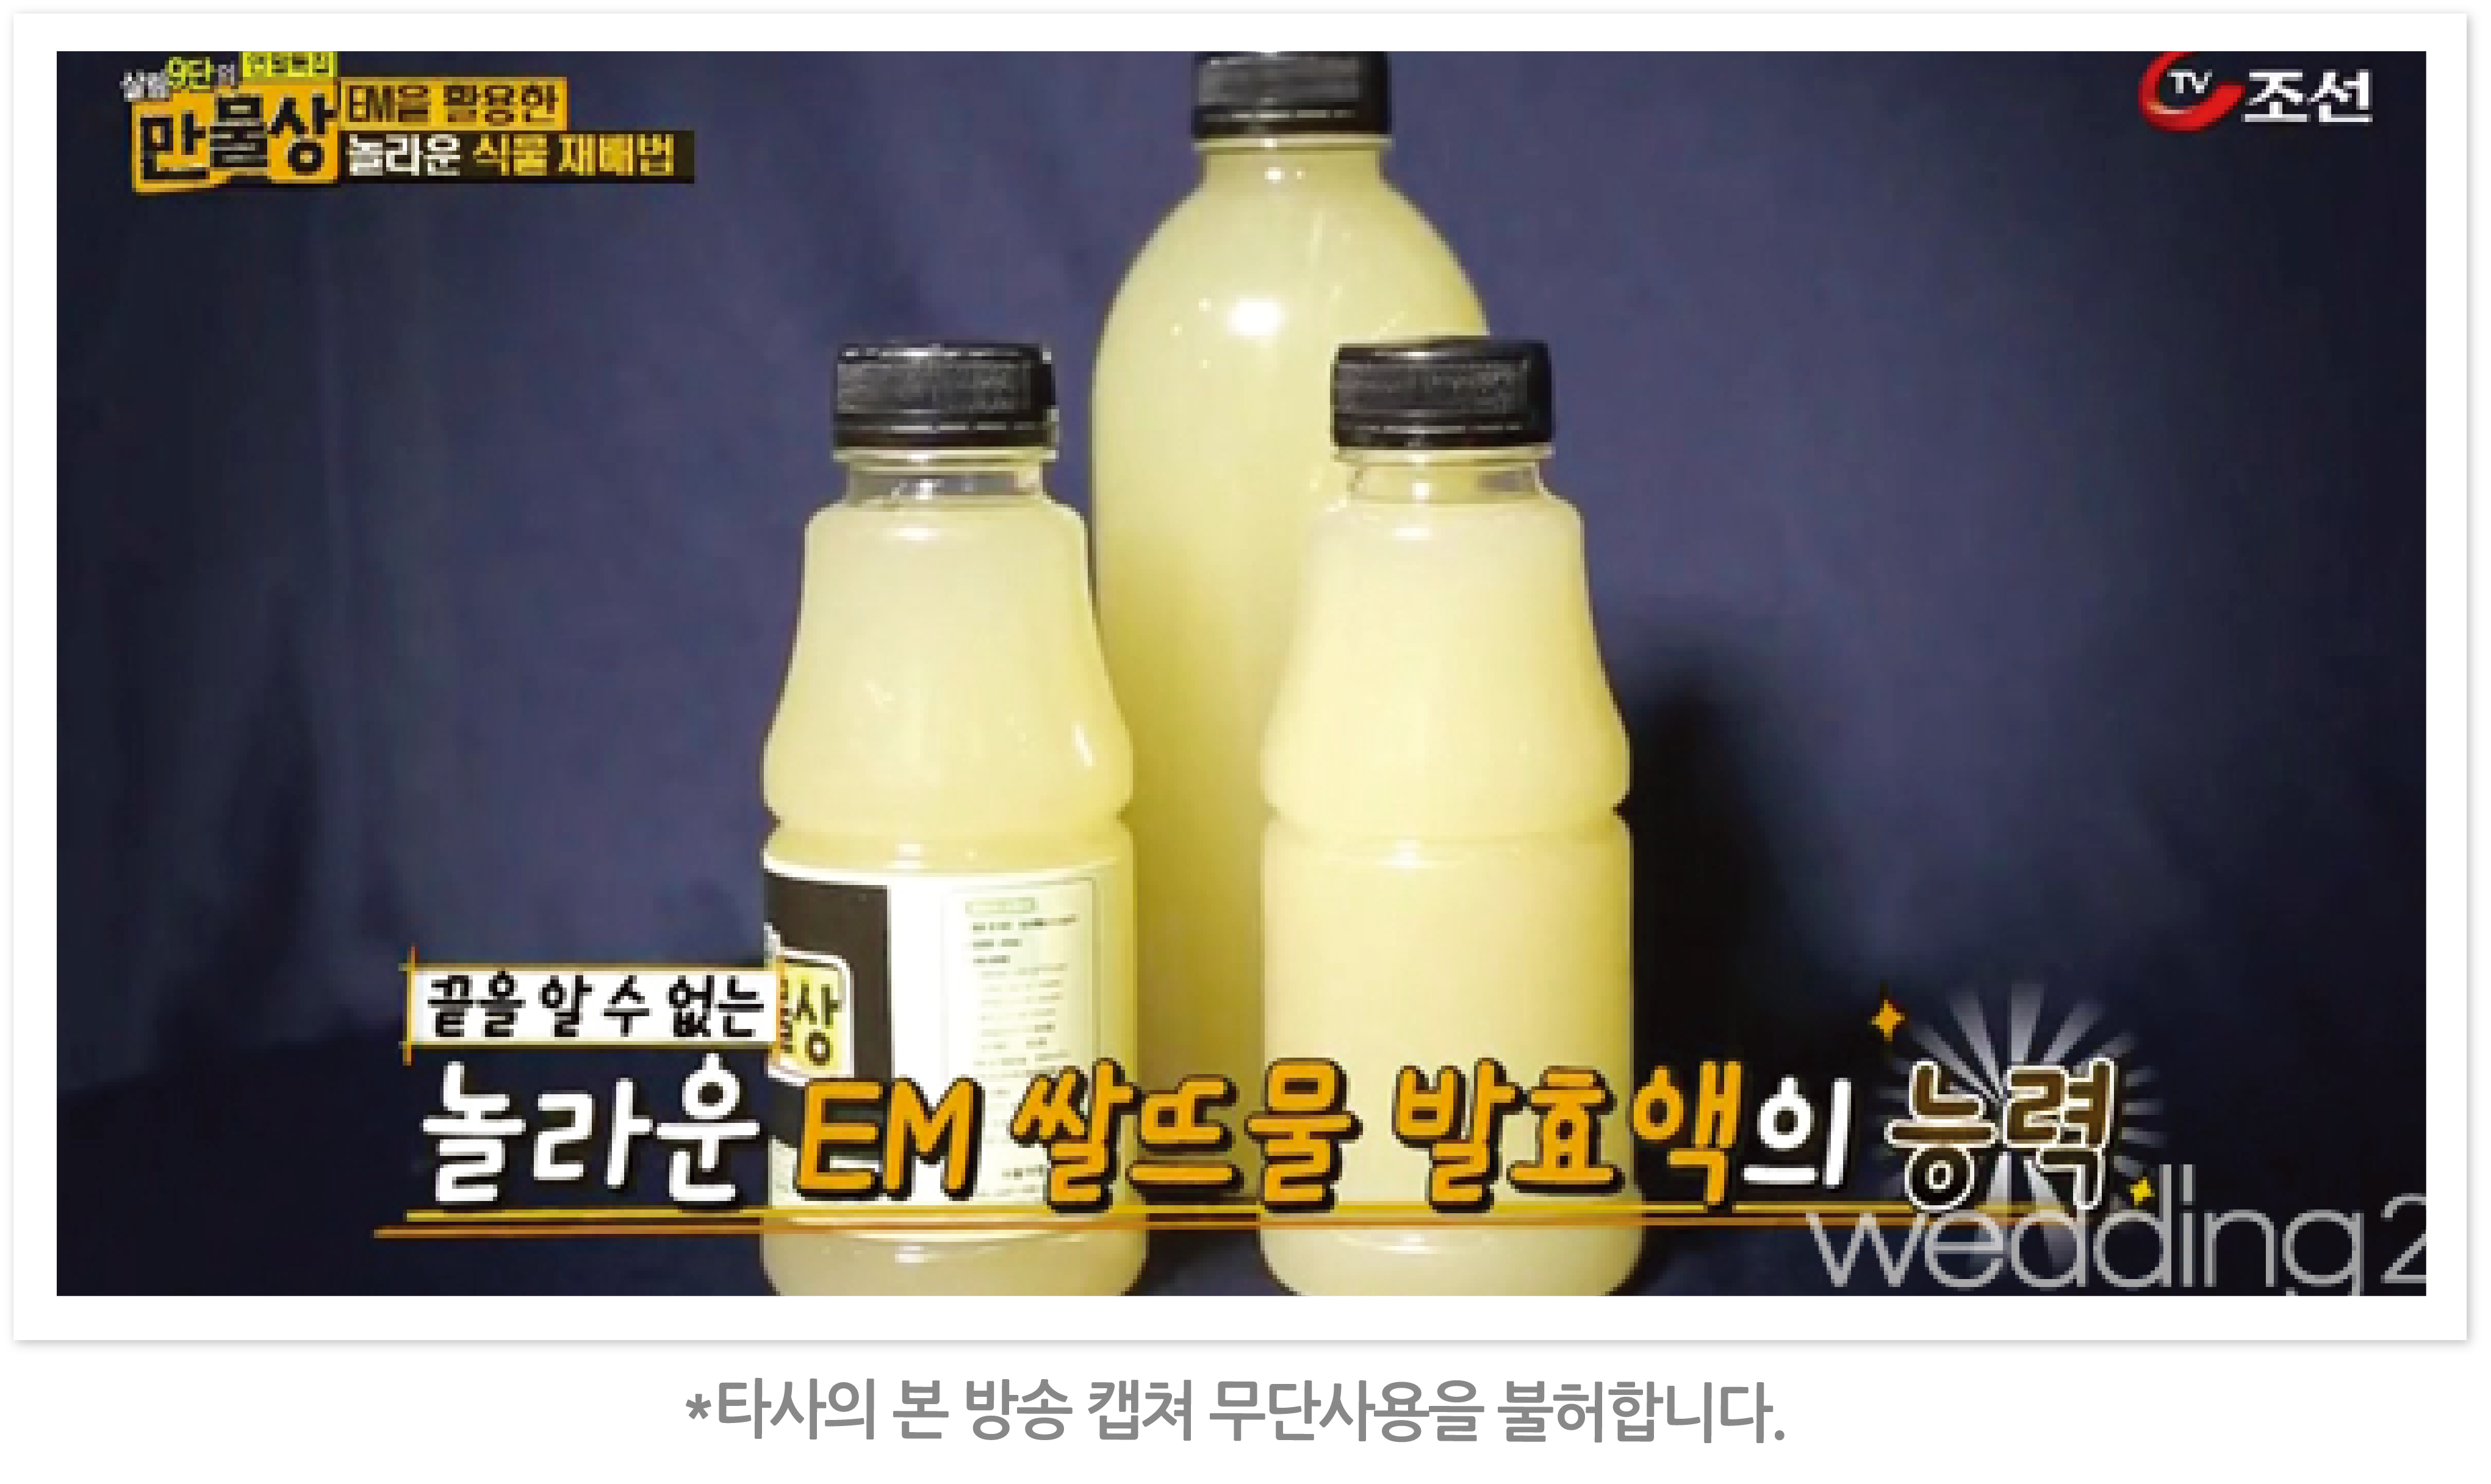 살림9단의
만물상
EM을 활용한
놀라운 식물 재배법
TV조선
끝을 알 수 없는
상
놀라운 EM 쌀뜨물 발효액의 능력
wedding2
*타사의 본 방송 캡쳐 무단사용을 불허합니다.